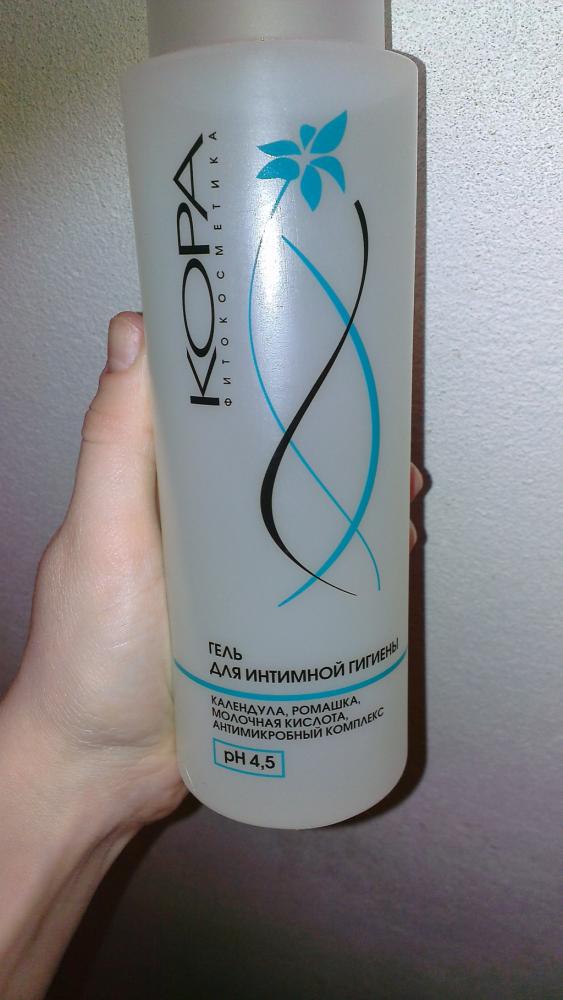 КОРА
ФИТОКОСМЕТИКА
ГЕЛЬ
ДЛЯ ИНТИМНОЙ ГИГИЕНЫ
КАЛЕНДУЛА, РОМАШКА,
МОЛОЧНАЯ КИСЛОТА,
АНТИМИКРОБНЫЙ КОМПЛЕКС
pH 4,5